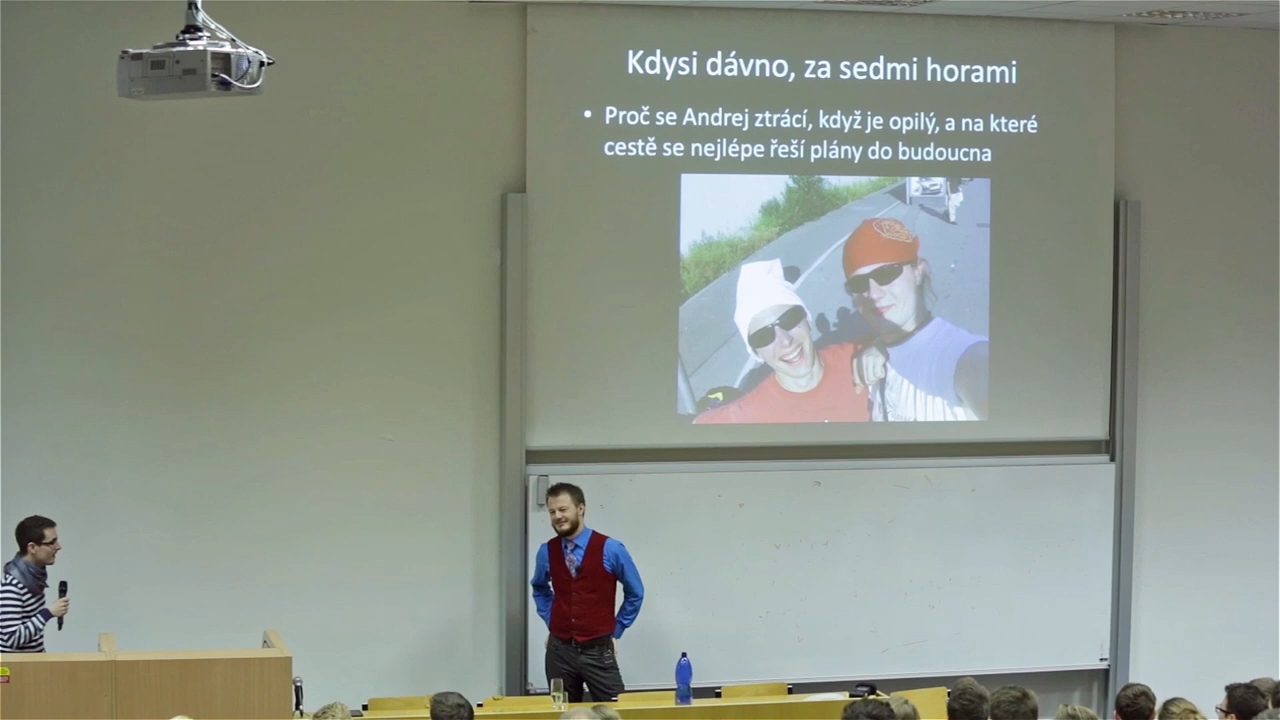 Kdysi dávno, za sedmi horami
• Proč se Andrej ztrácí, když je opilý, a na které
cestě se nejlépe řeší plány do budoucna